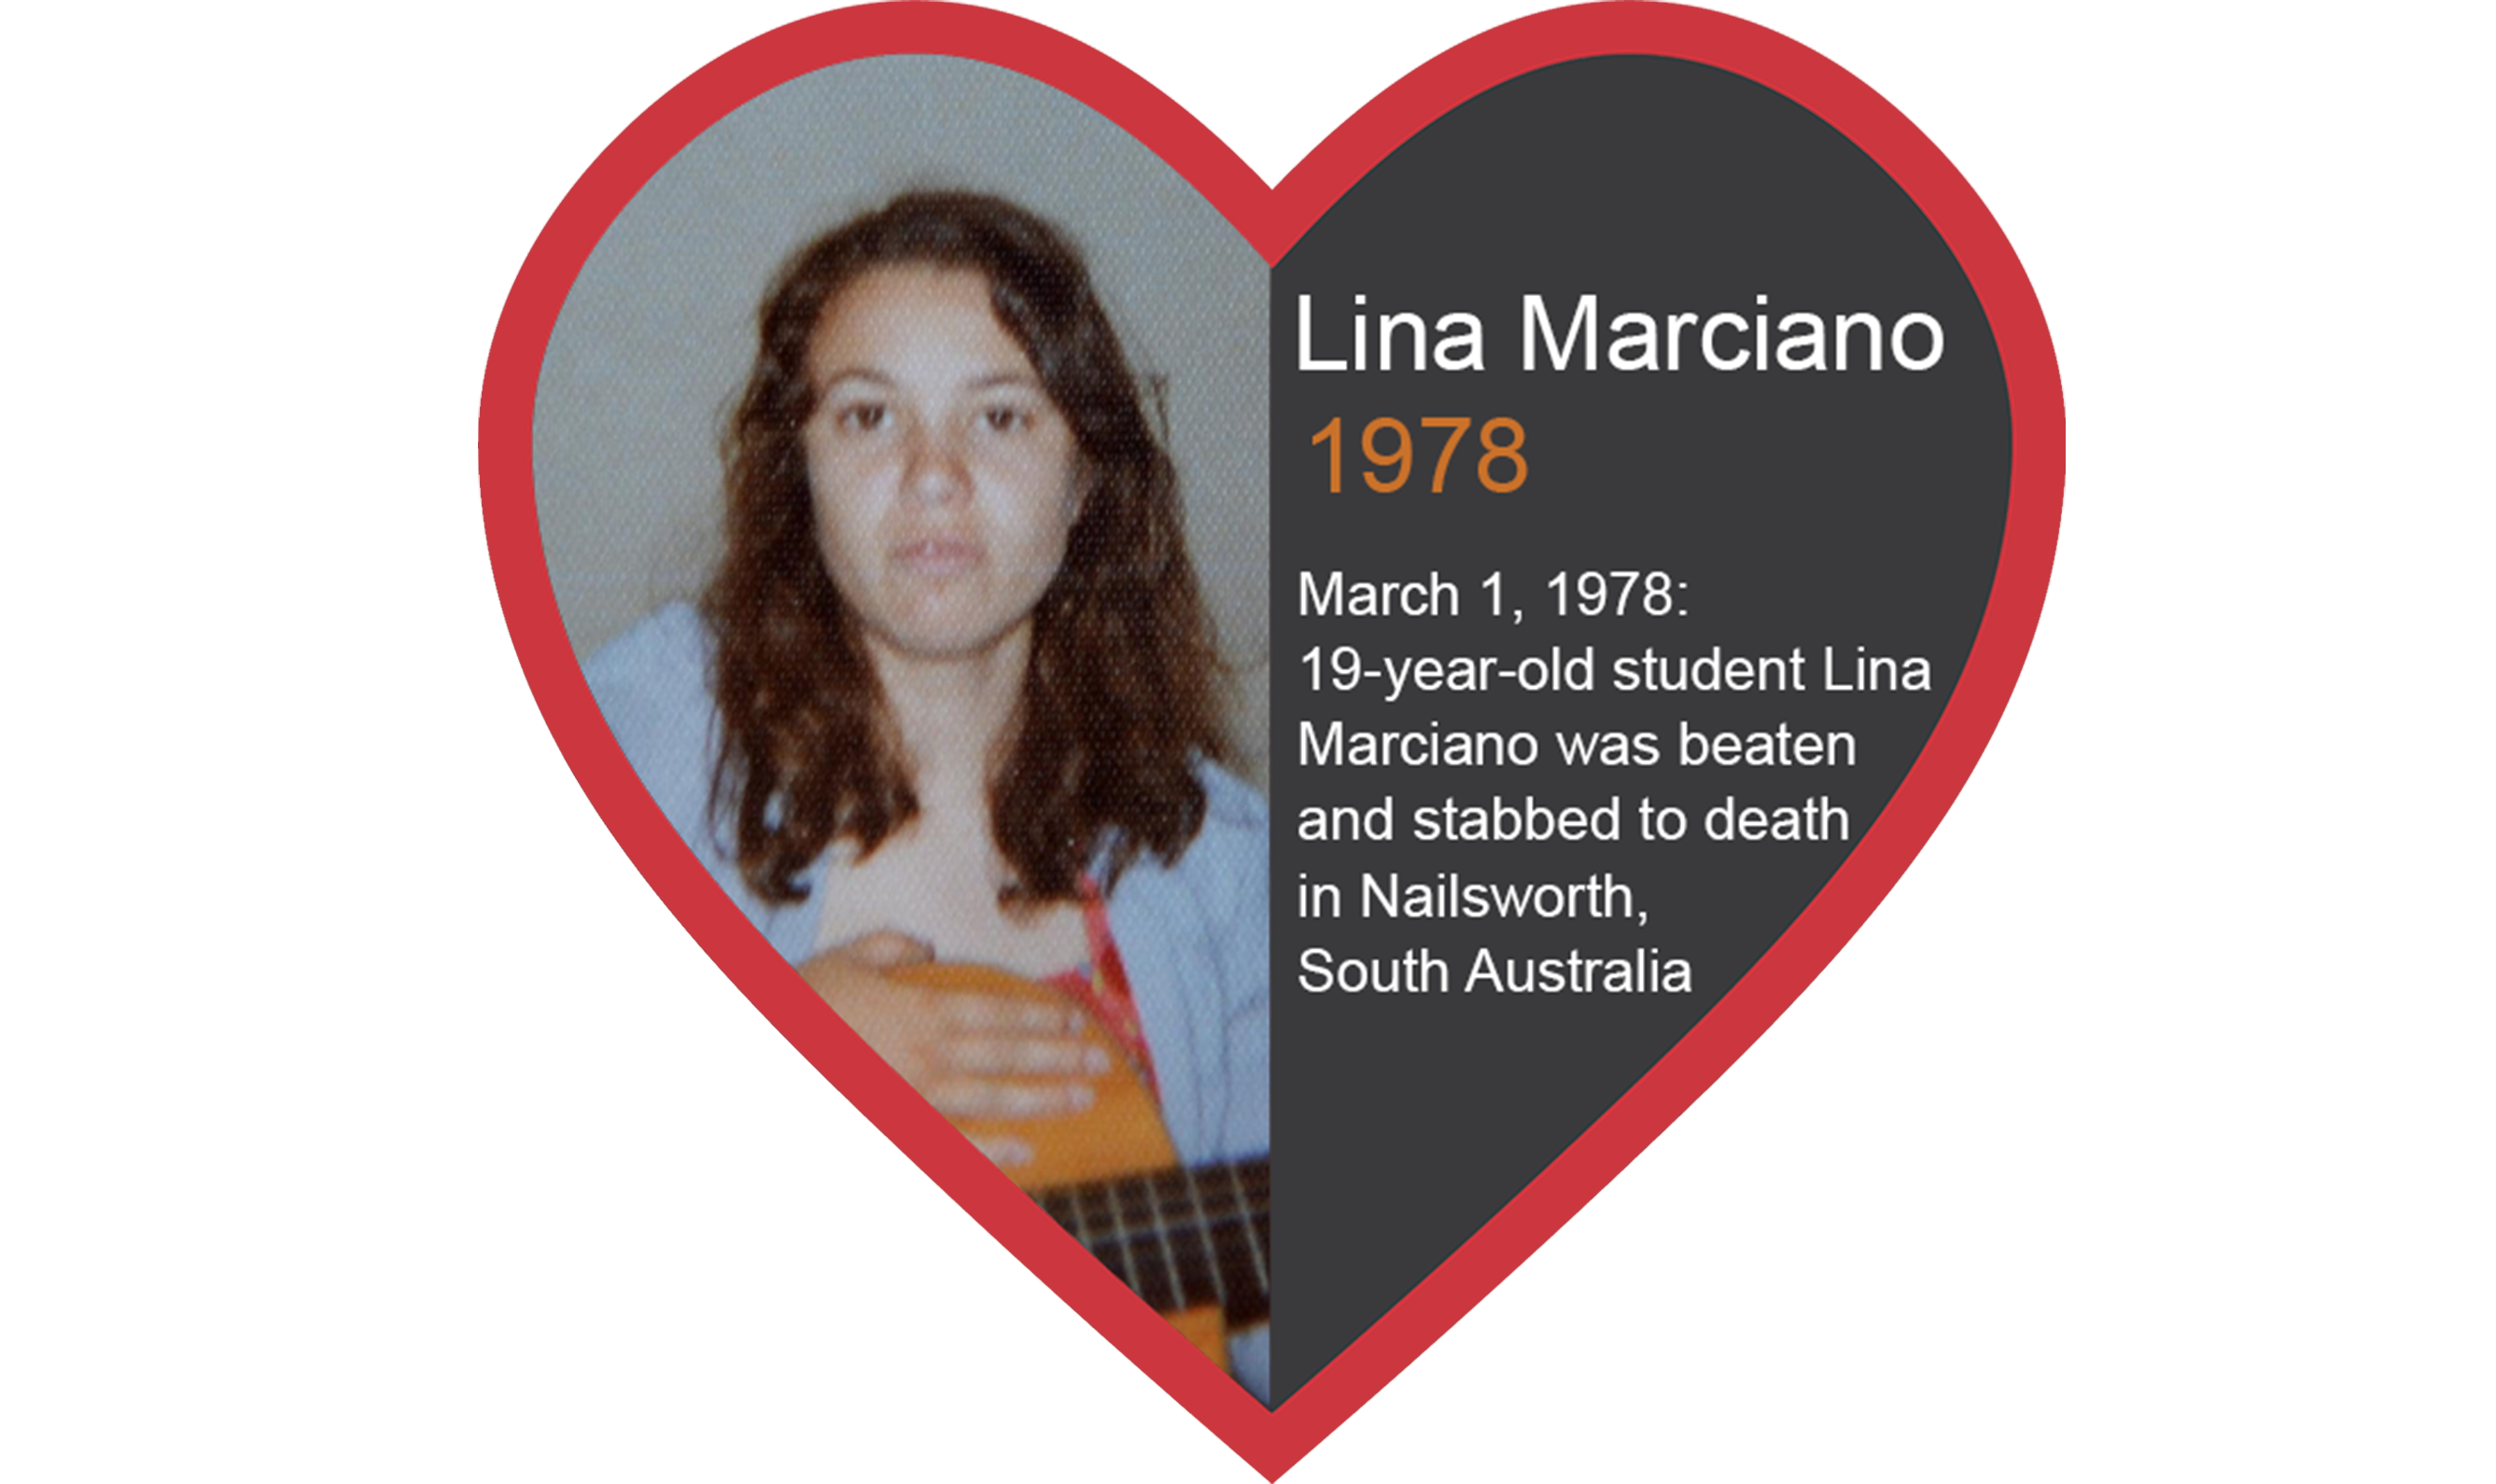 Lina Marciano
1978
March 1, 1978:
19-year-old student Lina
Marciano was beaten
and stabbed to death
in Nailsworth,
South Australia